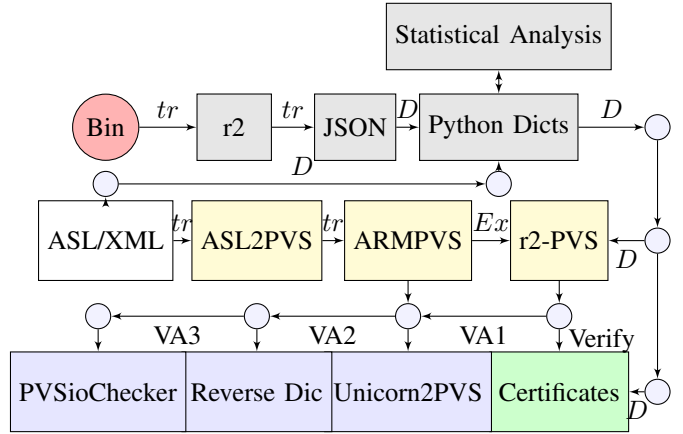 Statistical Analysis
Bin tr r2 tr JSON D Python Dicts D
D
ASL/XML tr ASL2PVS tr ARMPVS Ex r2-PVS D
VA3 VA2 VA1 Verify
PVSioChecker Reverse Dic Unicorn2PVS Certificates D